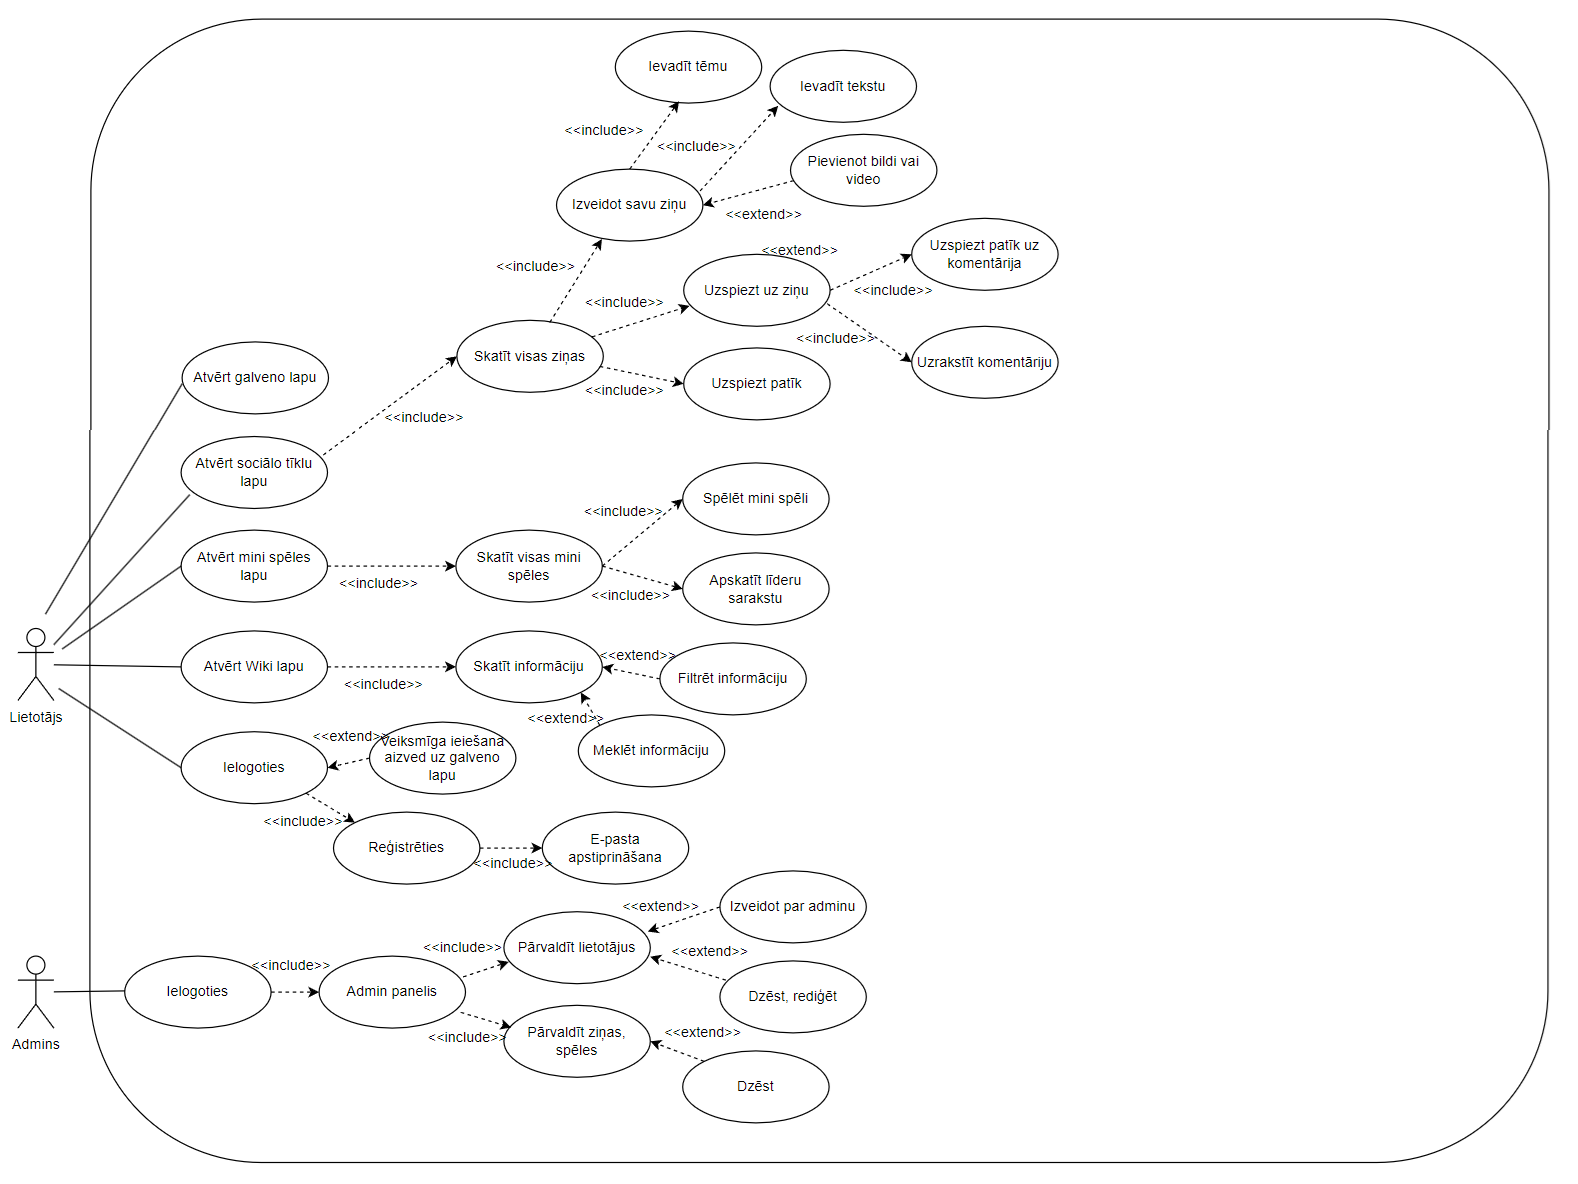 Ievadīt tēmu
Ievadīt tekstu
<<include>>
<<include>>
Pievienot bildi vai
video
Izveidot savu ziņu
<<extend>>
<<extend>>
Uzspiezt patīk uz
komentārija
<<include>>
Uzspiezt uz ziņu
<<include>>
<<include>>
<<include>>
Skatīt visas ziņas
Uzrakstīt komentāriju
Atvērt galveno lapu
Uzspiezt patīk
<<include>>
<<include>>
Atvērt sociālo tīklu
lapu
Spēlēt mini spēli
<<include>>
Atvērt mini spēles
lapu
Skatīt visas mini
spēles
<<include>>
Apskatīt līderu
sarakstu
<<include>>
<<extend>>
Atvērt Wiki lapu
Skatīt informāciju
Filtrēt informāciju
<<include>>
Lietotājs
<<extend>>
<<extend>>
Veiksmīga ieiešana
aizved uz galveno
lapu
Meklēt informāciju
Ielogoties
<<include>>
Reģistrēties
E-pasta
apstiprināšana
<<include>>
<<extend>>
Izveidot par adminu
<<include>>
Pārvaldīt lietotājus
<<extend>>
<<include>>
Ielogoties
Admin panelis
Dzēst, rediģēt
Admins
<<include>>
Pārvaldīt ziņas,
spēles
<<extend>>
Dzēst